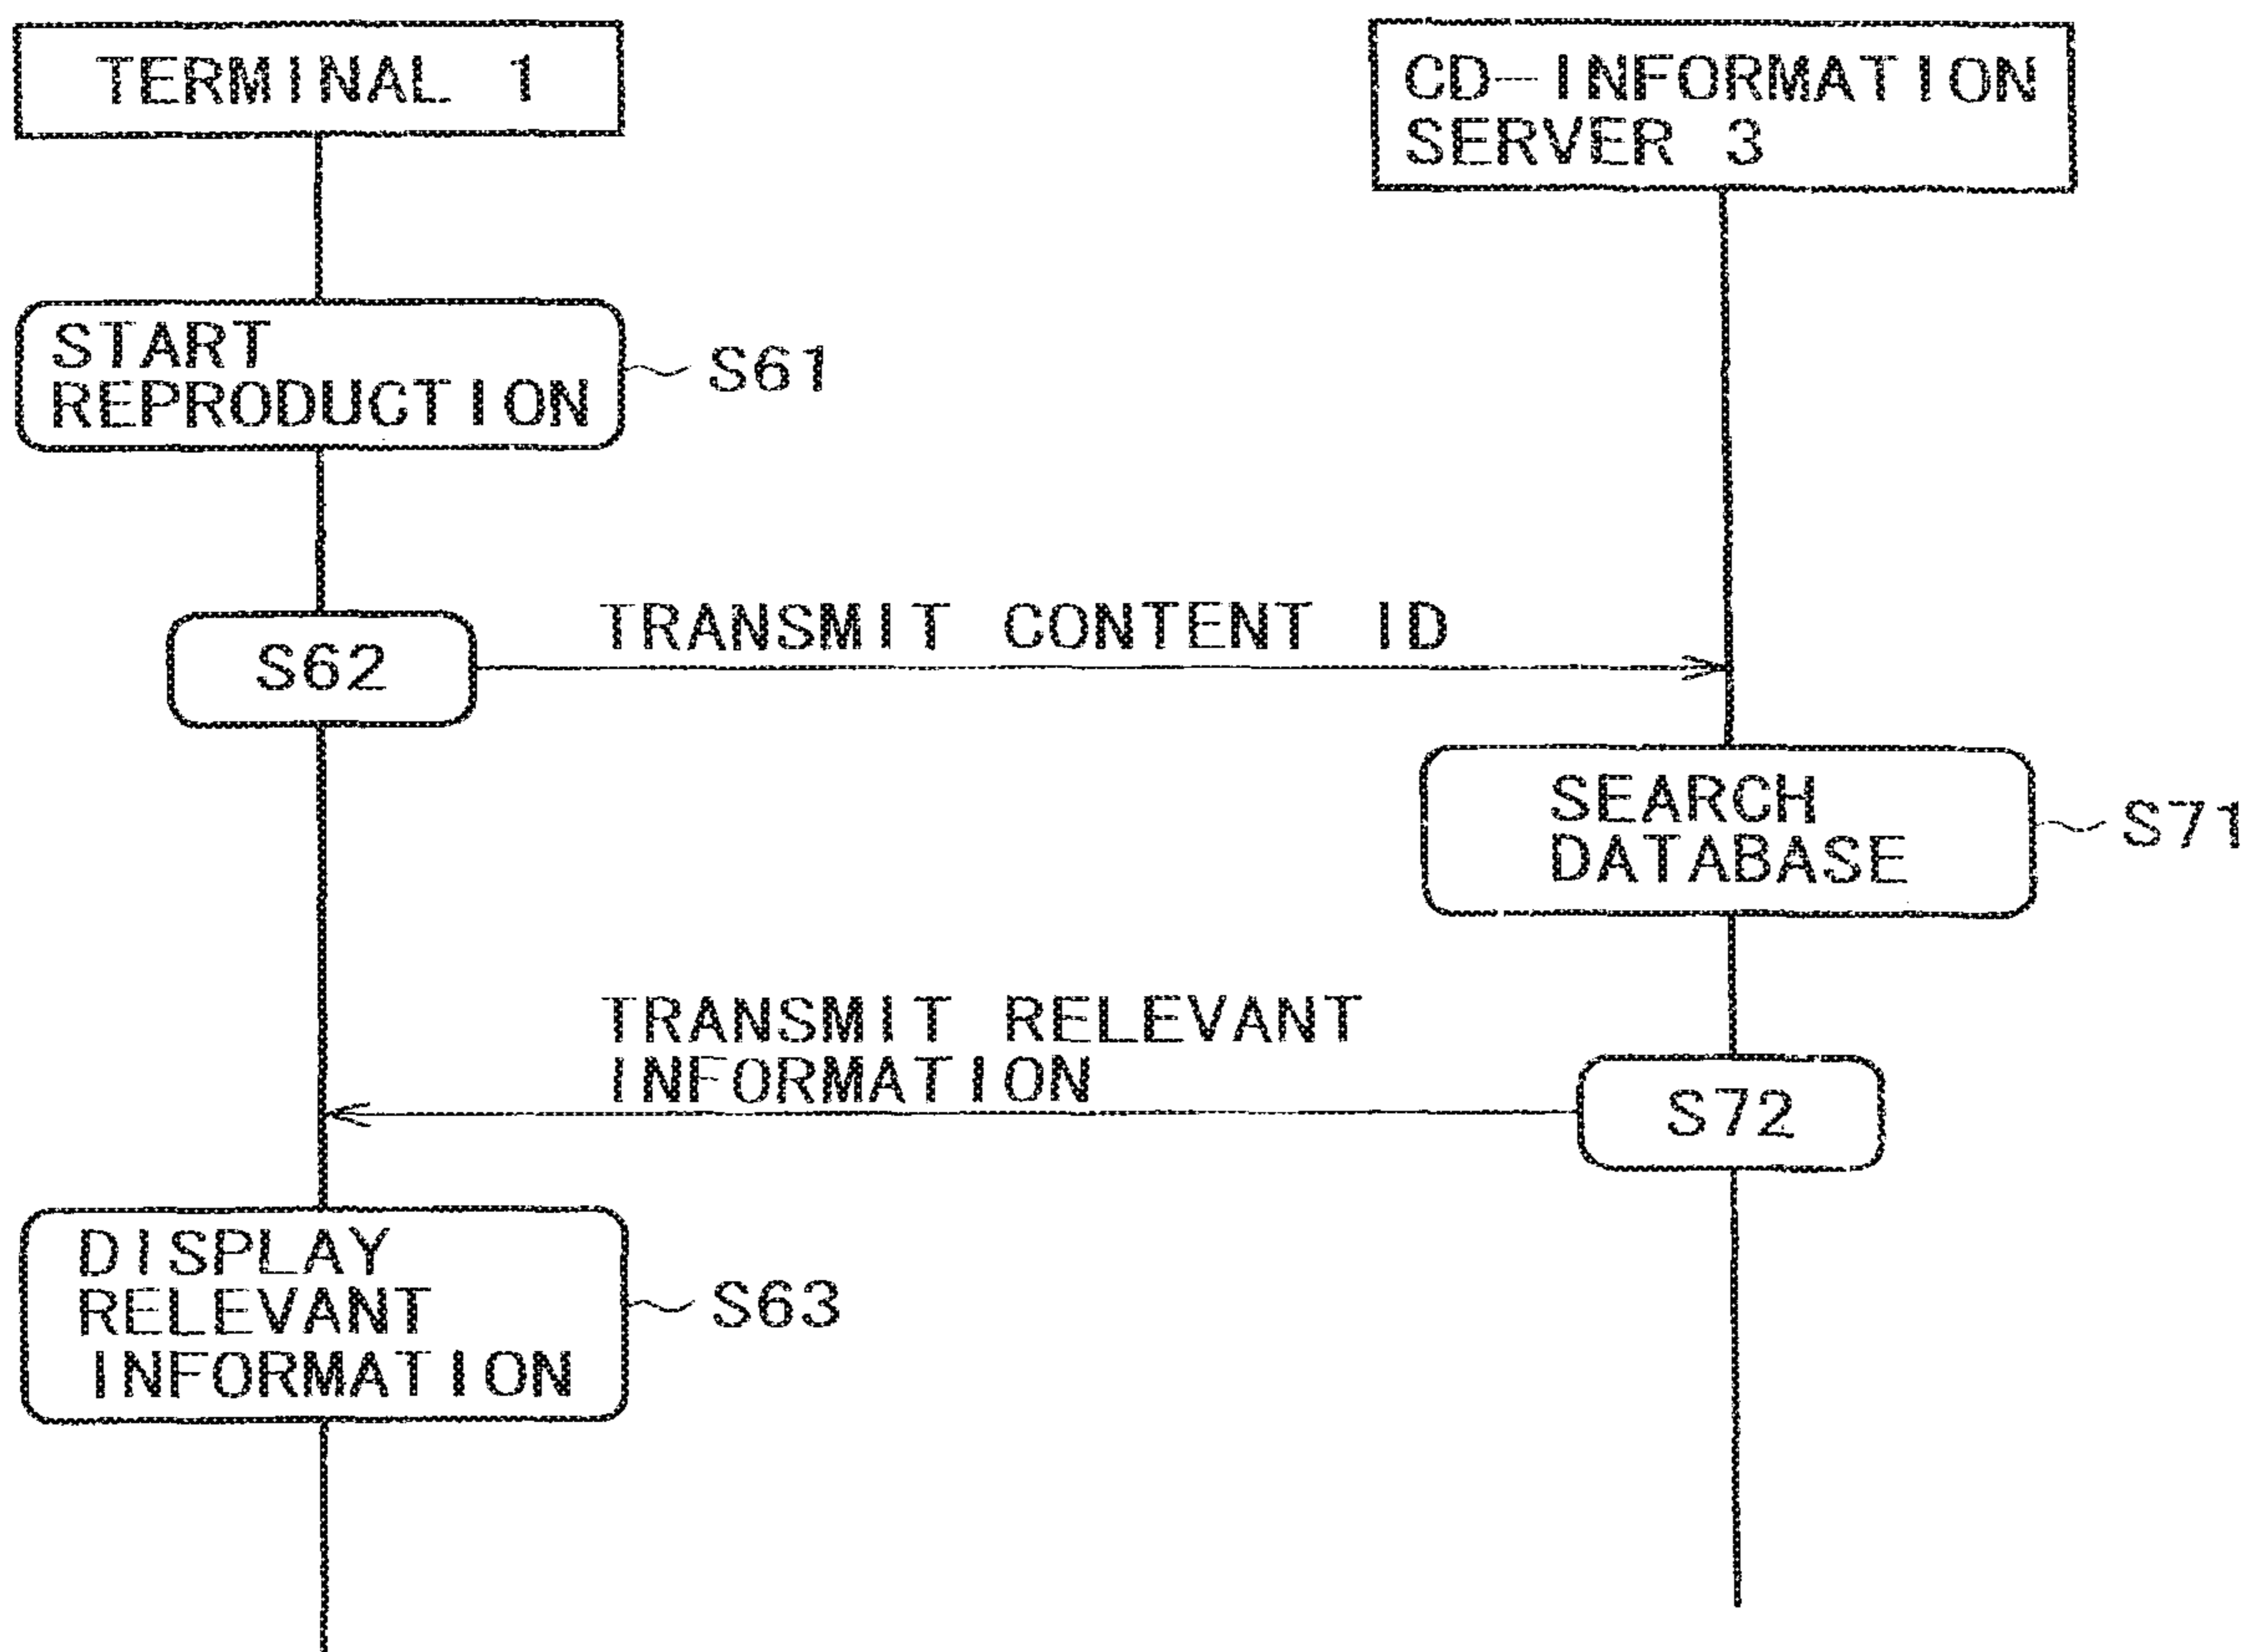 TERMINAL 1
CD-INFORMATION
SERVER 3
START
REPRODUCTION
S61
S62
TRANSMIT CONTENT ID
SEARCH
DATABASE
S71
TRANSMIT RELEVANT
INFORMATION
S72
DISPLAY
RELEVANT
INFORMATION
S63